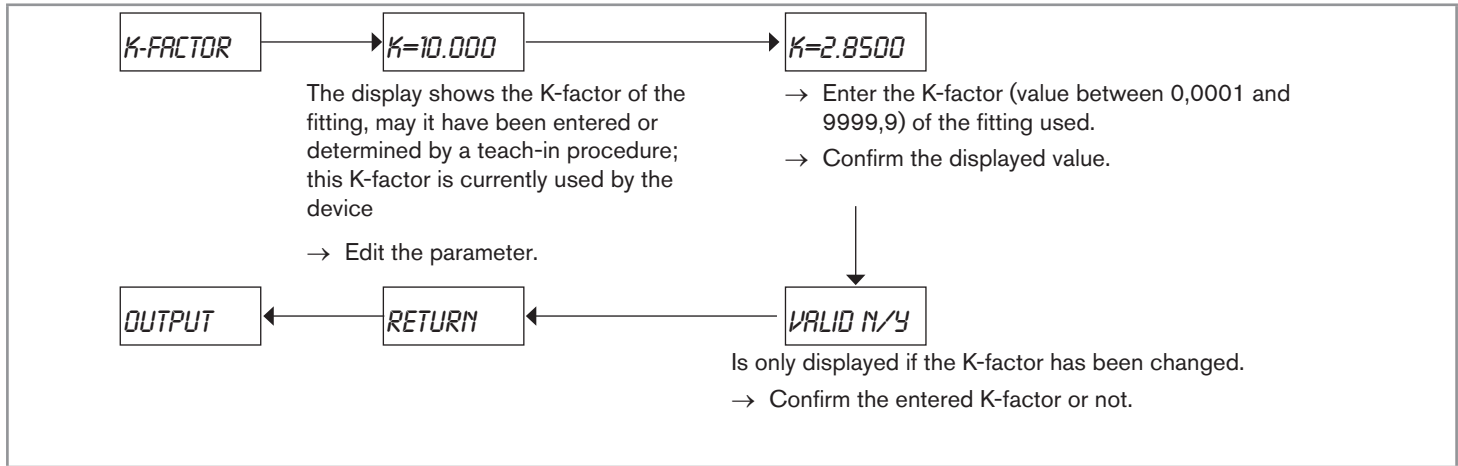 K-FACTOR
K=10.000
K=2.8500
The display shows the K-factor of the
fitting, may it have been entered or
determined by a teach-in procedure;
this K-factor is currently used by the
device
→ Edit the parameter.
→ Enter the K-factor (value between 0,0001 and
9999,9) of the fitting used.
→ Confirm the displayed value.
OUTPUT
RETURN
VALID N/Y
Is only displayed if the K-factor has been changed.
→ Confirm the entered K-factor or not.